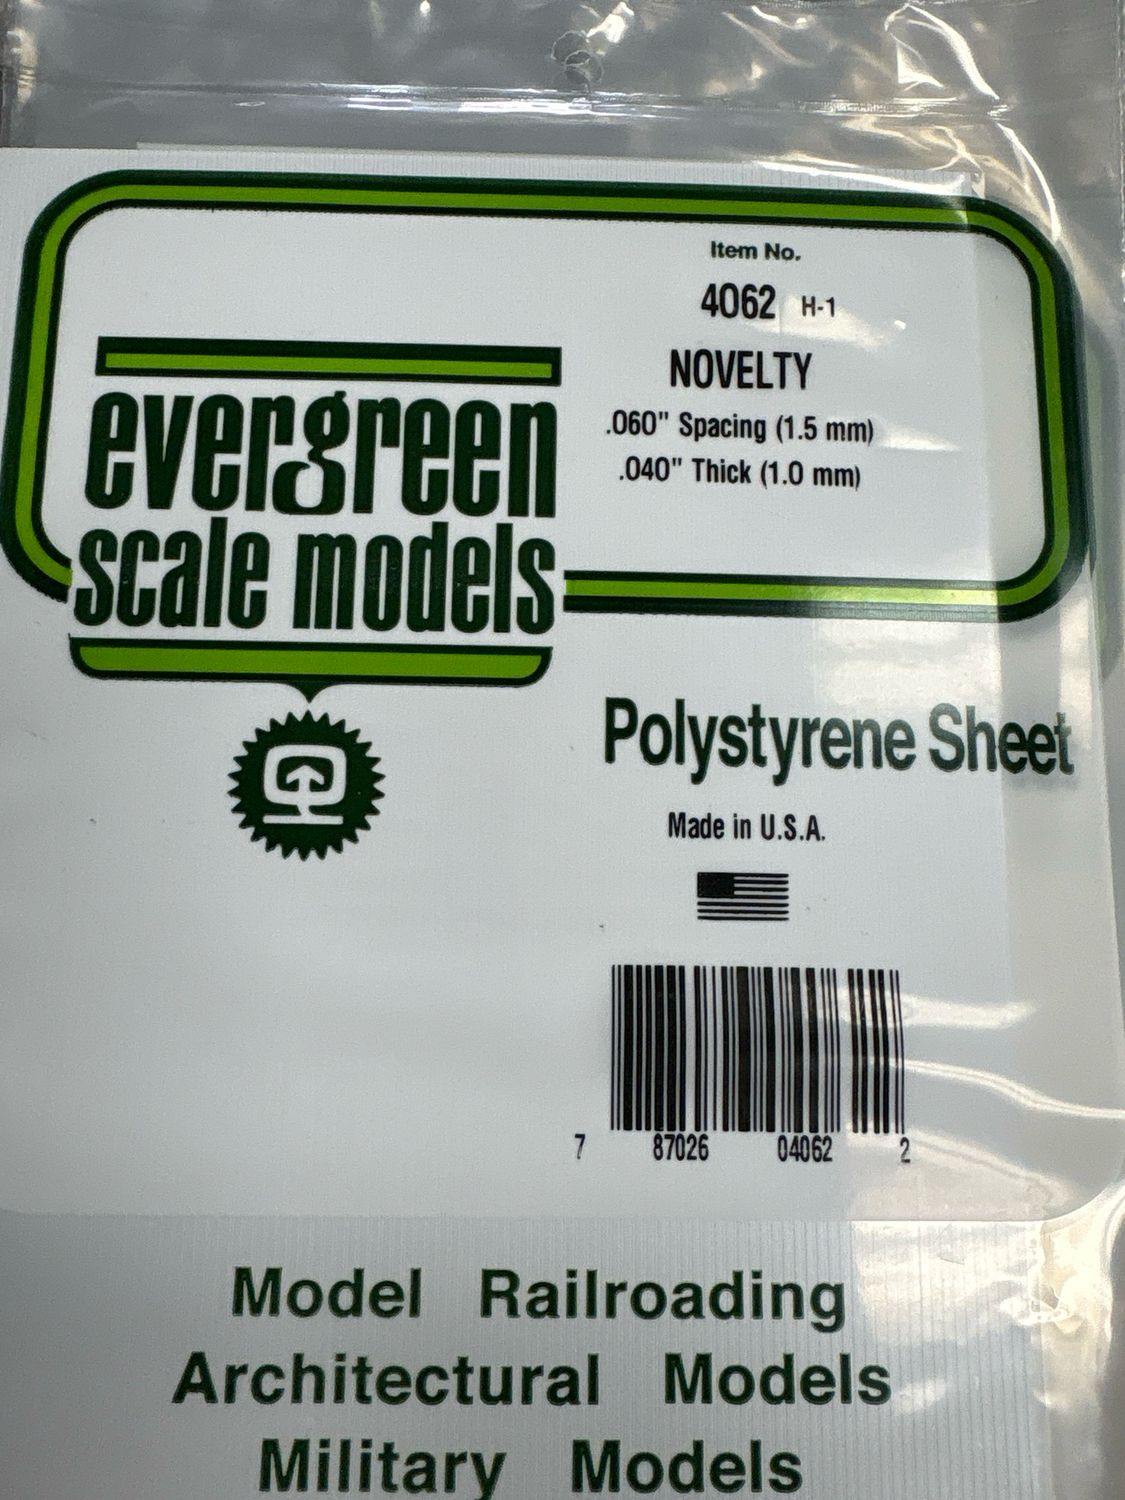 Item No.
4062 H-1
NOVELTY
.060" Spacing (1.5 mm)
.040" Thick (1.0 mm)
evergreen
scale models
Polystyrene Sheet
Made in U.S.A.
7 87026 04062 2
Model Railroading
Architectural Models
Military Models